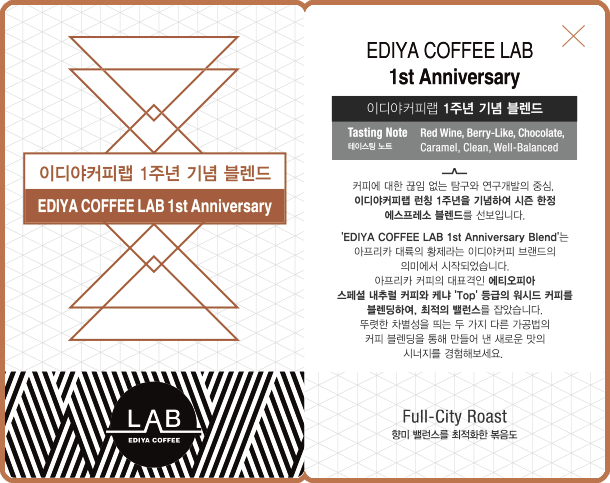 이디야커피랩 1주년 기념 블렌드
EDIYA COFFEE LAB 1st Anniversary
LAB
EDIYA COFFEE
EDIYA COFFEE LAB
1st Anniversary
이디야커피랩 1주년 기념 블렌드
Tasting Note Red Wine, Berry-Like, Chocolate,
테이스팅 노트 Caramel, Clean, Well-Balanced
커피에 대한 끊임 없는 탐구와 연구개발의 중심,
이디야커피랩 런칭 1주년을 기념하여 시즌 한정
에스프레소 블렌드를 선보입니다.
'EDIYA COFFEE LAB 1st Anniversary Blend'는
아프리카 대륙의 황제라는 이디야커피 브랜드의
의미에서 시작되었습니다.
아프리카 커피의 대표격인 에티오피아
스페셜 내추럴 커피와 케냐 'Top' 등급의 워시드 커피를
블렌딩하여, 최적의 밸런스를 잡았습니다.
뚜렷한 차별성을 띄는 두 가지 다른 가공법의
커피 블렌딩을 통해 만들어 낸 새로운 맛의
시너지를 경험해보세요.
Full-City Roast
향미 밸런스를 최적화한 볶음도